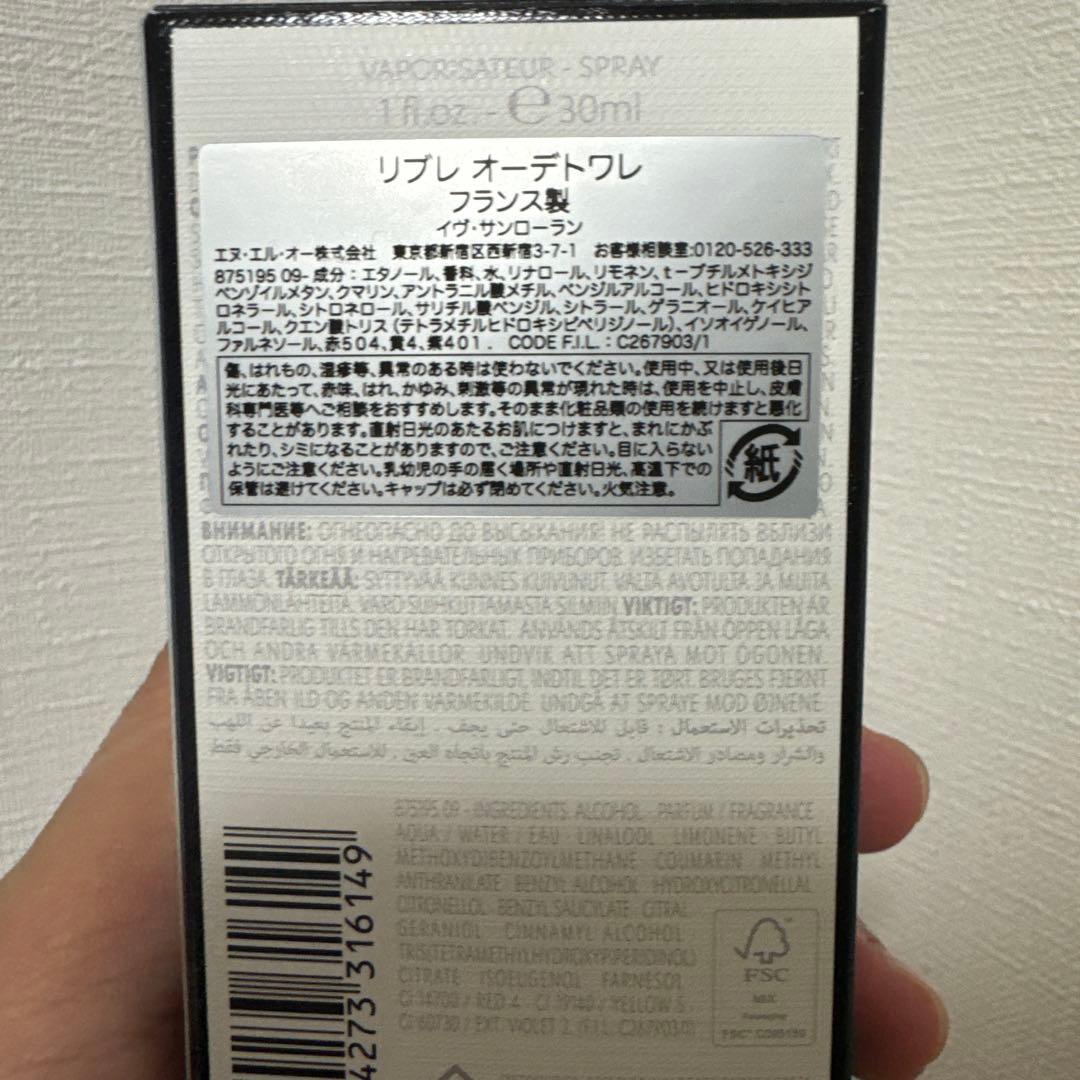 VAPORISATEUR - SPRAY
1 fl.oz. - ℮ 30ml
リブレ オーデトワレ
フランス製
イヴ・サンローラン
エヌ・エル・オー株式会社 東京都新宿区西新宿3-7-1 お客様相談室:0120-526-333
875195 09- 成分：エタノール、香料、水、リナロール、リモネン、t－ブチルメトキシジ
ベンゾイルメタン、クマリン、アントラニル酸メチル、ベンジルアルコール、ヒドロキシシト
ロネラール、シトロネロール、サリチル酸ベンジル、シトラール、ゲラニオール、ケイヒア
ルコール、クエン酸トリス（テトラメチルヒドロキシピペリジノール）、イソオイゲノール、
ファルネソール、赤504、黄4、紫401． CODE F.I.L.：C267903/1
傷、はれもの、湿疹等、異常のある時は使わないでください。使用中、又は使用後日
光にあたって、赤味、はれ、かゆみ、刺激等の異常が現れた時は、使用を中止し、皮膚
科専門医等へご相談をおすすめします。そのまま化粧品類の使用を続けますと悪化
することがあります。直射日光のあたるお肌につけますと、まれにかぶ
れたり、シミになることがありますので、ご注意ください。目に入らない
ようにご注意ください。乳幼児の手の届く場所や直射日光、高温下での
保管は避けてください。キャップは必ず閉めてください。火気注意。
紙
ВНИМАНИЕ: ОГНЕОПАСНО ДО ВЫСЫХАНИЯ! НЕ РАСПЫЛЯТЬ ВБЛИЗИ
ОТКРЫТОГО ОГНЯ И НАГРЕВАТЕЛЬНЫХ ПРИБОРОВ. ИЗБЕГАТЬ ПОПАДАНИЯ
В ГЛАЗА. TÄRKEÄÄ: SYTTYVÄÄ KUNNES KUIVUNUT. VÄLTÄ AVOTULTA JA MUITA
LÄMMÖNLÄHTEITÄ. VARO SUIHKUTTAMASTA SILMIIN. VIKTIGT: PRODUKTEN ÄR
BRANDFARLIG TILLS DEN HAR TORKAT. ANVÄNDS ÅTSKILT FRÅN ÖPPEN LÅGA
OCH ANDRA VÄRMEKÄLLOR. UNDVIK ATT SPRAYA MOT ÖGONEN.
VIGTIGT: PRODUKTET ER BRANDFARLIGT, INDTIL DET ER TØRT. BRUGES FJERNT
FRA ÅBEN ILD OG ANDEN VARMEKILDE. UNDGÅ AT SPRAYE MOD ØJNENE.
تحذيرات الاستعمال : قابل للاشتعال حتى يجف . إبقاء المنتج بعيدا عن اللهب
والشرار ومصادر الاشتعال . تجنب رش المنتج باتجاه العين . للاستعمال الخارجي فقط
875195 09 - INGREDIENTS: ALCOHOL - PARFUM / FRAGRANCE
AQUA / WATER / EAU - LINALOOL - LIMONENE - BUTYL
METHOXYDIBENZOYLMETHANE - COUMARIN - METHYL
ANTHRANILATE - BENZYL ALCOHOL - HYDROXYCITRONELLAL
CITRONELLOL - BENZYL SALICYLATE - CITRAL
GERANIOL - CINNAMYL ALCOHOL
TRIS(TETRAMETHYLHYDROXYPIPERIDINOL)
CITRATE - ISOEUGENOL - FARNESOL
CI 14700 / RED 4 - CI 19140 / YELLOW 5
CI 60730 / EXT. VIOLET 2. (F.I.L. C267903/1)
FSC
MIX
Packaging
4273 316149